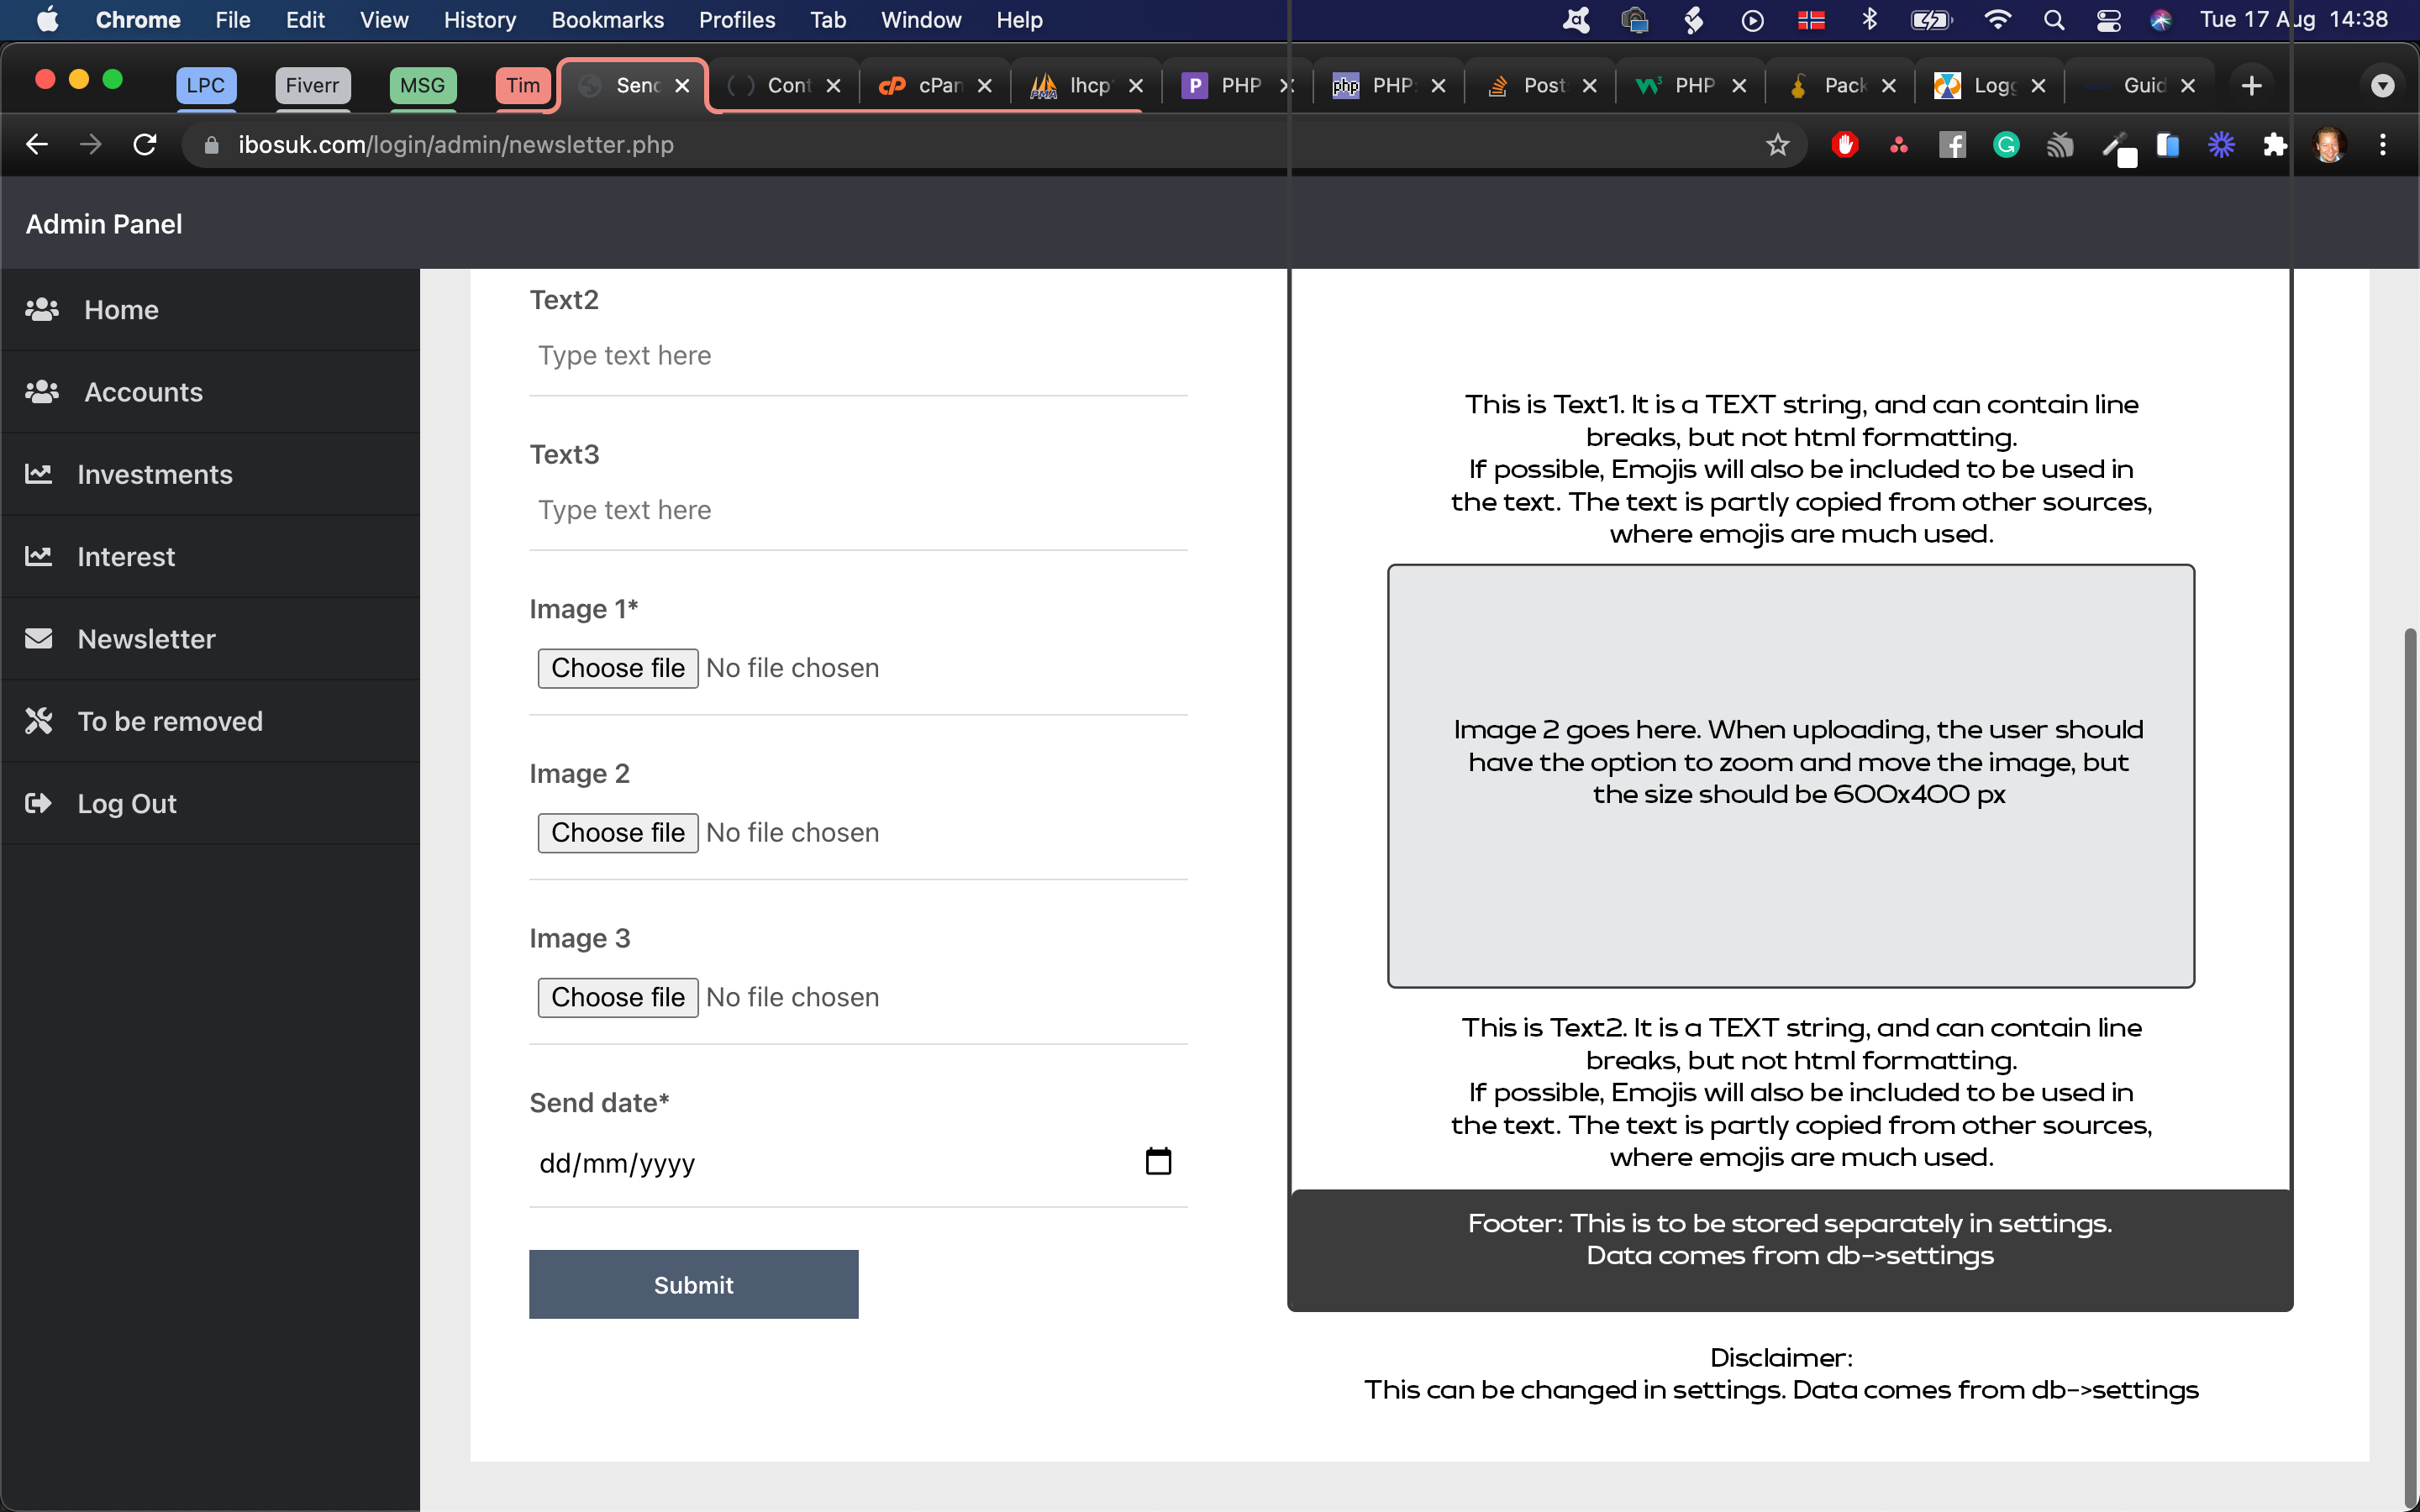 Chrome File Edit View History Bookmarks Profiles Tab Window Help Tue 17 Aug 14:38
LPC Fiverr MSG Tim Send Cont cPan lhcp PHP PHP: Post PHP Pack Logg Guid
ibosuk.com/login/admin/newsletter.php
Admin Panel
Home
Accounts
Investments
Interest
Newsletter
To be removed
Log Out
Text2
Type text here
Text3
Type text here
Image 1*
Choose file No file chosen
Image 2
Choose file No file chosen
Image 3
Choose file No file chosen
Send date*
dd/mm/yyyy
Submit
This is Text1. It is a TEXT string, and can contain line
breaks, but not html formatting.
If possible, Emojis will also be included to be used in
the text. The text is partly copied from other sources,
where emojis are much used.
Image 2 goes here. When uploading, the user should
have the option to zoom and move the image, but
the size should be 600x400 px
This is Text2. It is a TEXT string, and can contain line
breaks, but not html formatting.
If possible, Emojis will also be included to be used in
the text. The text is partly copied from other sources,
where emojis are much used.
Footer: This is to be stored separately in settings.
Data comes from db->settings
Disclaimer:
This can be changed in settings. Data comes from db->settings